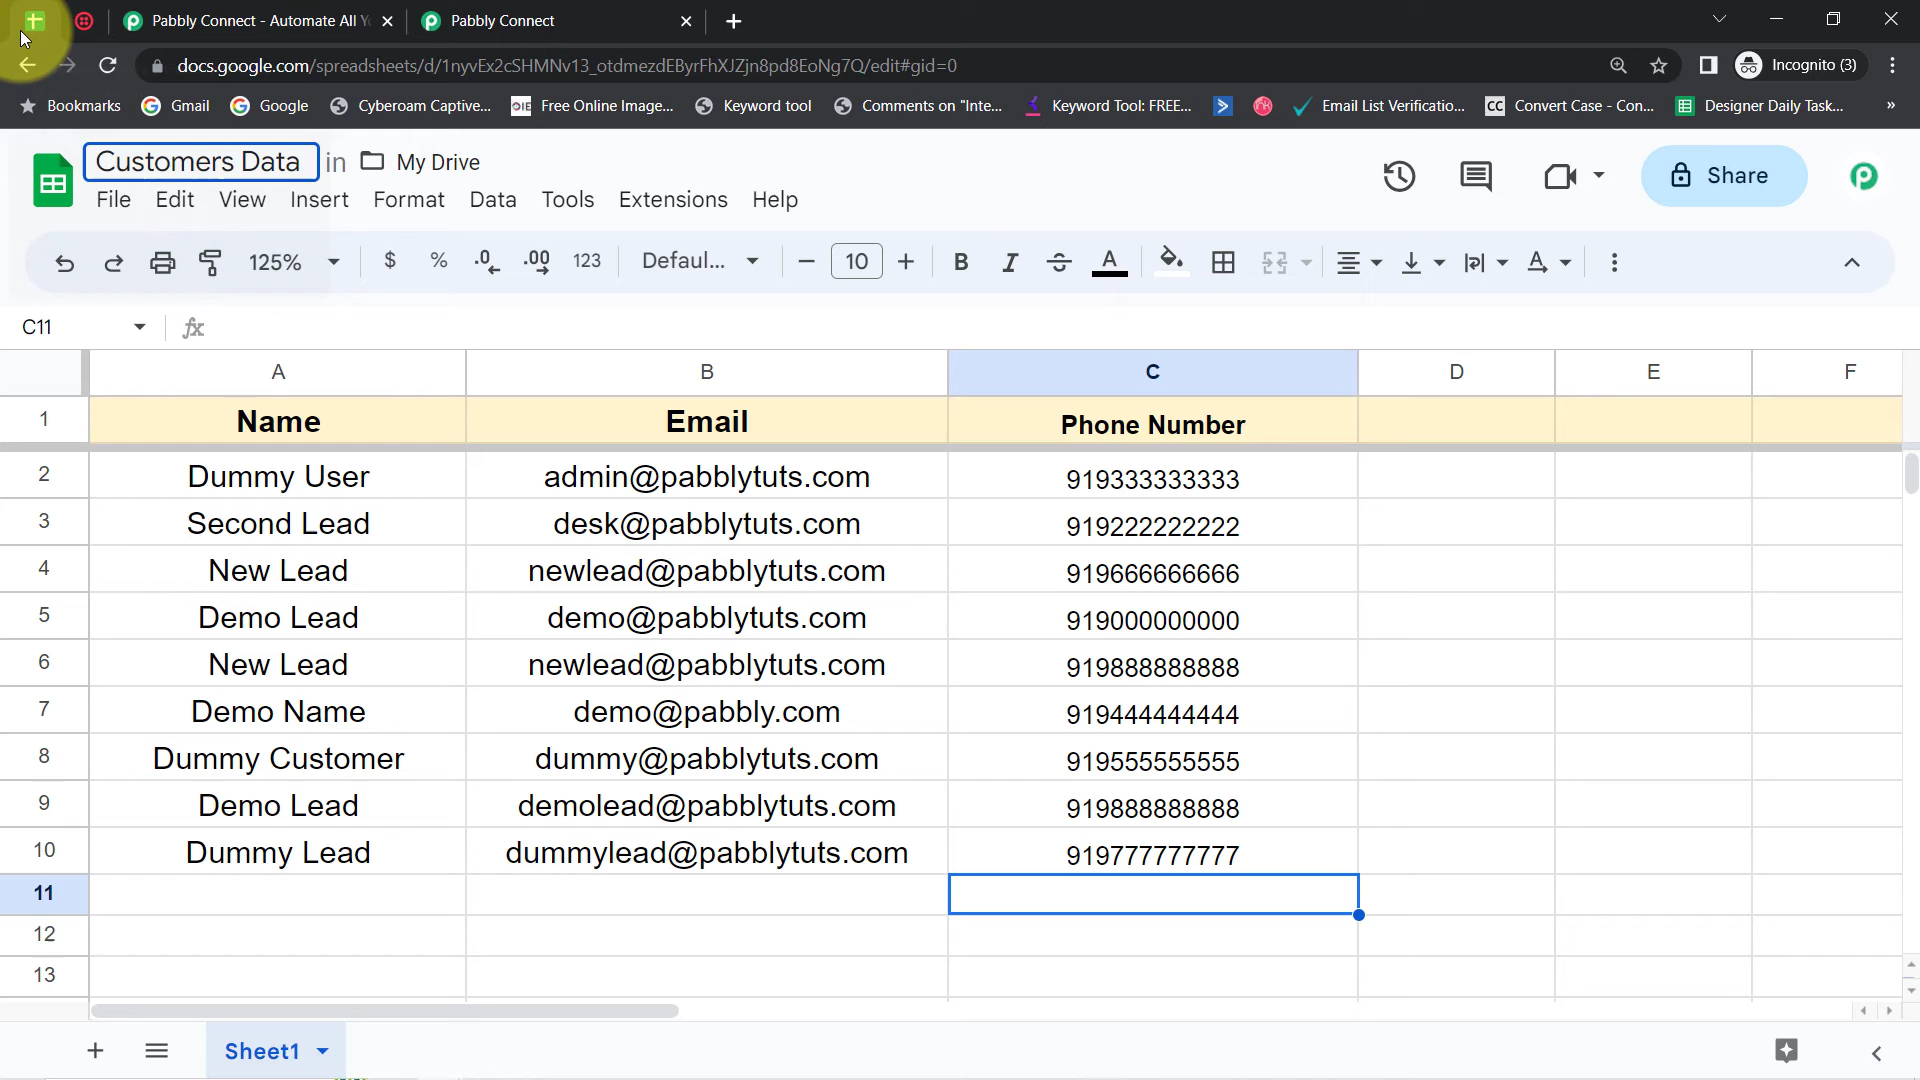 Pabbly Connect - Automate All Y
Pabbly Connect
docs.google.com/spreadsheets/d/1nyvEx2cSHMNv13_otdmezdEByrFhXJZjn8pd8EoNg7Q/edit#gid=0
Incognito (3)
Bookmarks Gmail Google Cyberoam Captive... Free Online Image... Keyword tool Comments on "Inte... Keyword Tool: FREE... Email List Verificatio... CC Convert Case - Con... Designer Daily Task... »
Customers Data in My Drive
Share
File Edit View Insert Format Data Tools Extensions Help
125% $ % .0 .00 123 Defaul... 10 B I A A
C11 fx
A B C D E F
1 Name Email Phone Number
2 Dummy User admin@pabblytuts.com 919333333333
3 Second Lead desk@pabblytuts.com 919222222222
4 New Lead newlead@pabblytuts.com 919666666666
5 Demo Lead demo@pabblytuts.com 919000000000
6 New Lead newlead@pabblytuts.com 919888888888
7 Demo Name demo@pabbly.com 919444444444
8 Dummy Customer dummy@pabblytuts.com 919555555555
9 Demo Lead demolead@pabblytuts.com 919888888888
10 Dummy Lead dummylead@pabblytuts.com 919777777777
11
12
13
Sheet1